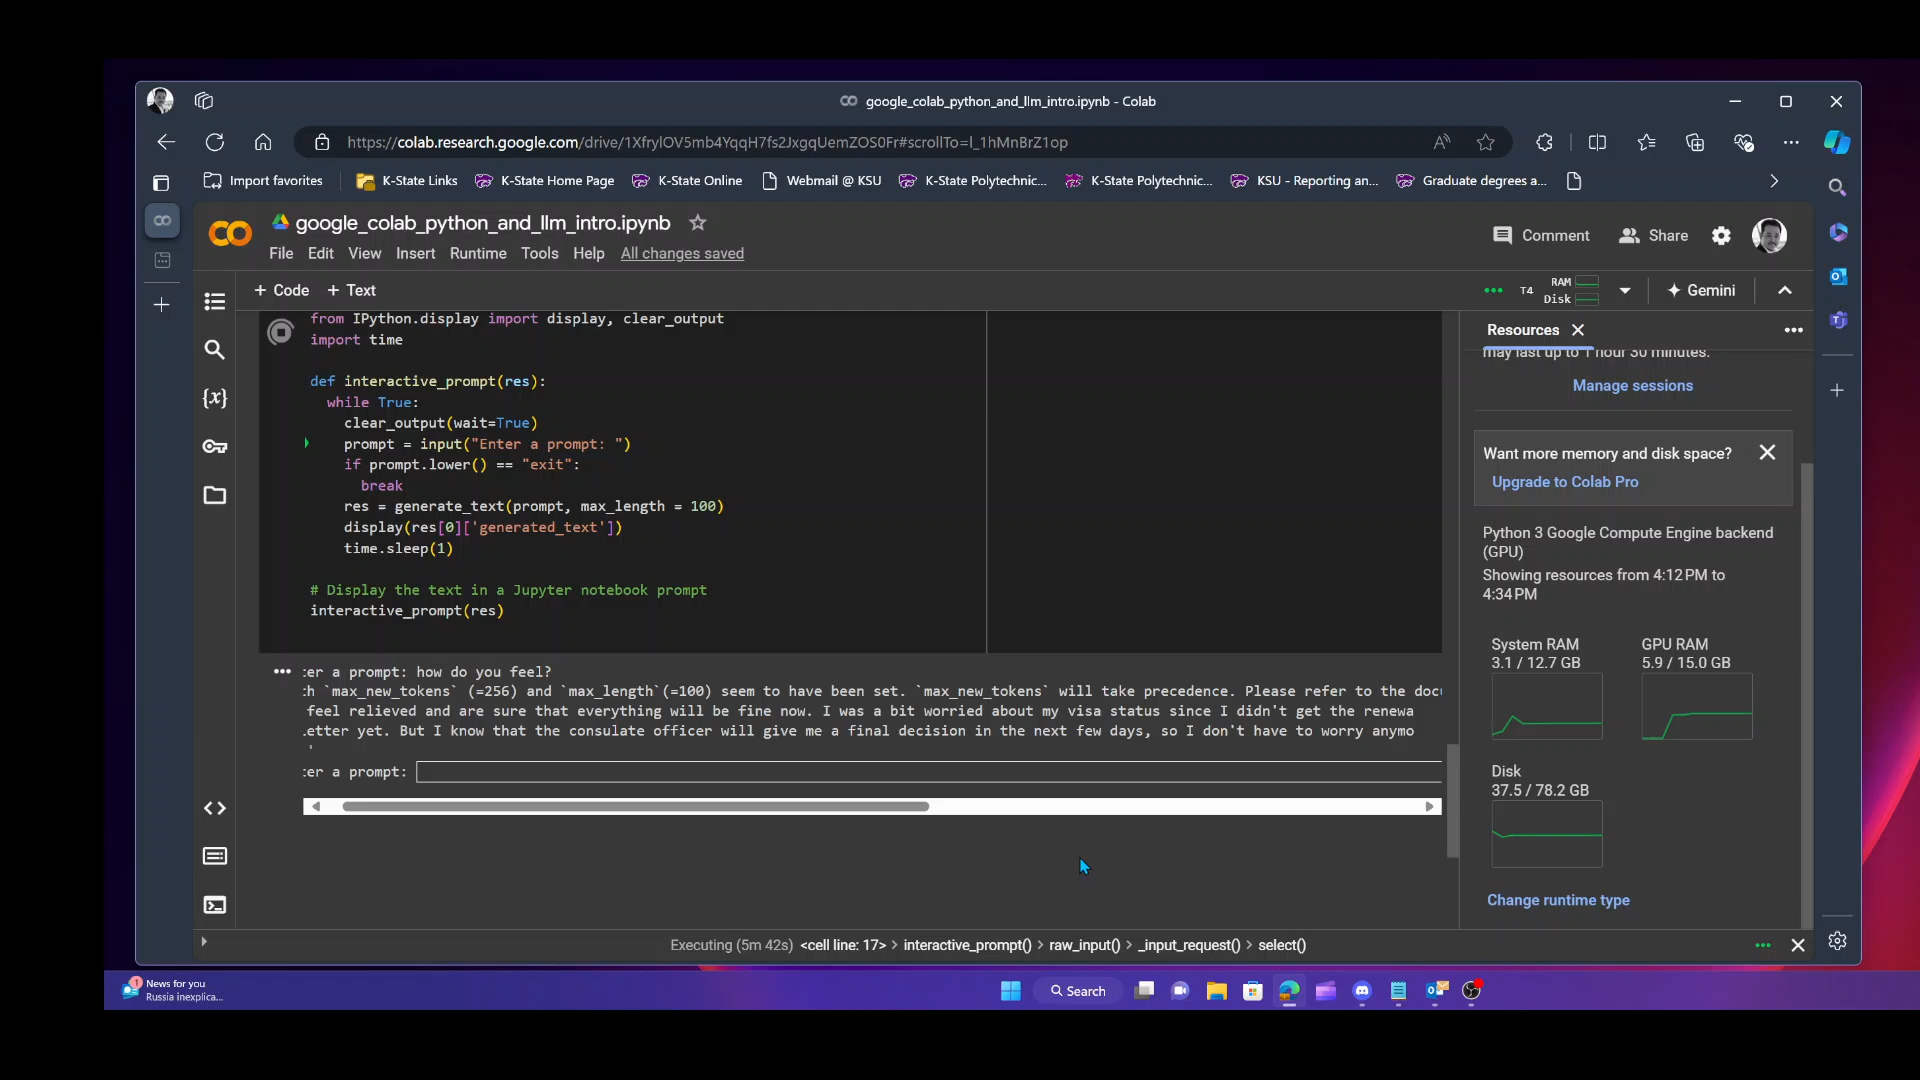 google_colab_python_and_llm_intro.ipynb - Colab
https://colab.research.google.com/drive/1XfrylOV5mb4YqqH7fs2JxgqUemZOS0Fr#scrollTo=l_1hMnBrZ1op
Import favorites
K-State Links
K-State Home Page
K-State Online
Webmail @ KSU
K-State Polytechnic...
K-State Polytechnic...
KSU - Reporting an...
Graduate degrees a...
google_colab_python_and_llm_intro.ipynb
Comment
Share
File Edit View Insert Runtime Tools Help All changes saved
+ Code + Text
T4
RAM
Disk
Gemini
from IPython.display import display, clear_output
import time
def interactive_prompt(res):
while True:
clear_output(wait=True)
prompt = input("Enter a prompt: ")
if prompt.lower() == "exit":
break
res = generate_text(prompt, max_length = 100)
display(res[0]['generated_text'])
time.sleep(1)
# Display the text in a Jupyter notebook prompt
interactive_prompt(res)
:er a prompt: how do you feel?
:h `max_new_tokens` (=256) and `max_length`(=100) seem to have been set. `max_new_tokens` will take precedence. Please refer to the docu
feel relieved and are sure that everything will be fine now. I was a bit worried about my visa status since I didn't get the renewa
.etter yet. But I know that the consulate officer will give me a final decision in the next few days, so I don't have to worry anymo
'
:er a prompt:
Resources
may last up to 1 hour 30 minutes.
Manage sessions
Want more memory and disk space?
Upgrade to Colab Pro
Python 3 Google Compute Engine backend
(GPU)
Showing resources from 4:12 PM to
4:34 PM
System RAM
3.1 / 12.7 GB
GPU RAM
5.9 / 15.0 GB
Disk
37.5 / 78.2 GB
Change runtime type
Executing (5m 42s) <cell line: 17> > interactive_prompt() > raw_input() > _input_request() > select()
1
News for you
Russia inexplica...
Search